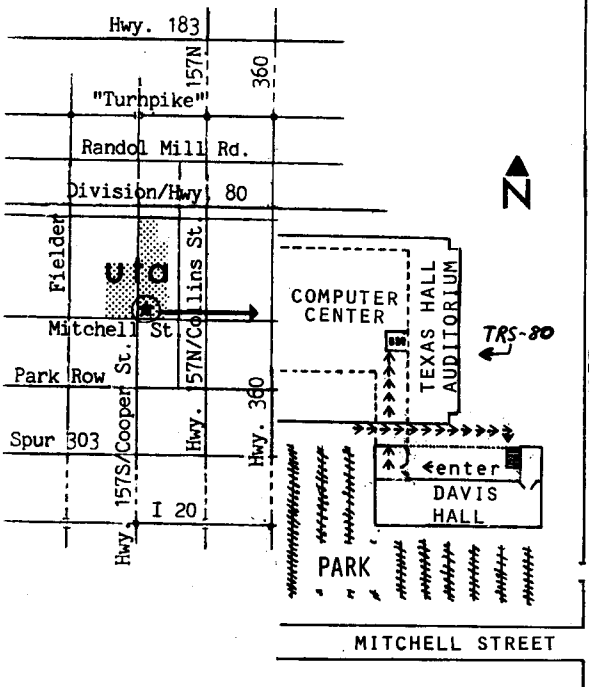 Hwy. 183
157N
360
"Turnpike"
Randol Mill Rd.
Division/Hwy. 80
Fielder
uta
Mitchell St.
Hwy. 157N/Collins St.
Park Row
Hwy. 360
Spur 303
Hwy. 157S/Cooper St.
I 20
N
COMPUTER
CENTER
TEXAS HALL
AUDITORIUM
TRS-80
enter
DAVIS
HALL
PARK
MITCHELL STREET